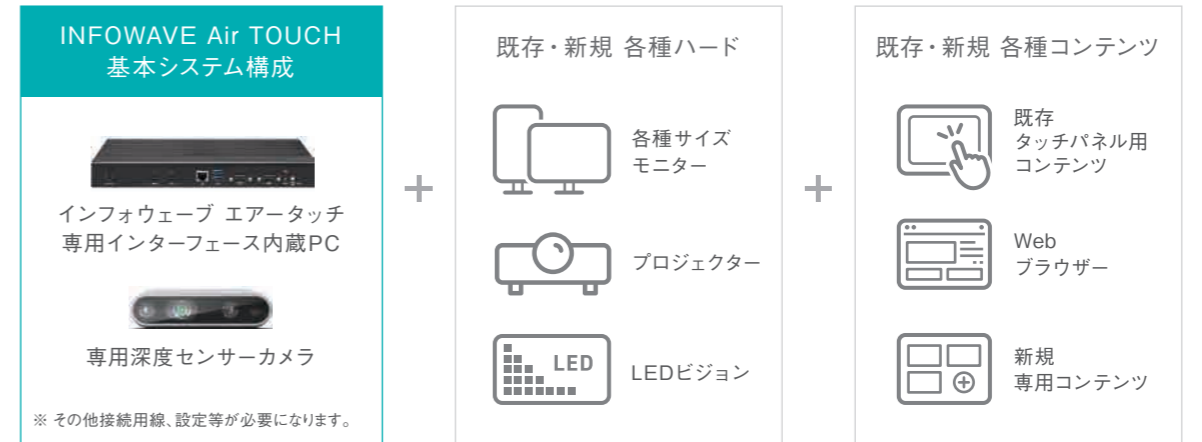 INFOWAVE Air TOUCH
基本システム構成
インフォウェーブ エアータッチ
専用インターフェース内蔵PC
専用深度センサーカメラ
※ その他接続用線、設定等が必要になります。
+
既存・新規 各種ハード
各種サイズ
モニター
プロジェクター
LED
LEDビジョン
+
既存・新規 各種コンテンツ
既存
タッチパネル用
コンテンツ
Web
ブラウザー
新規
専用コンテンツ